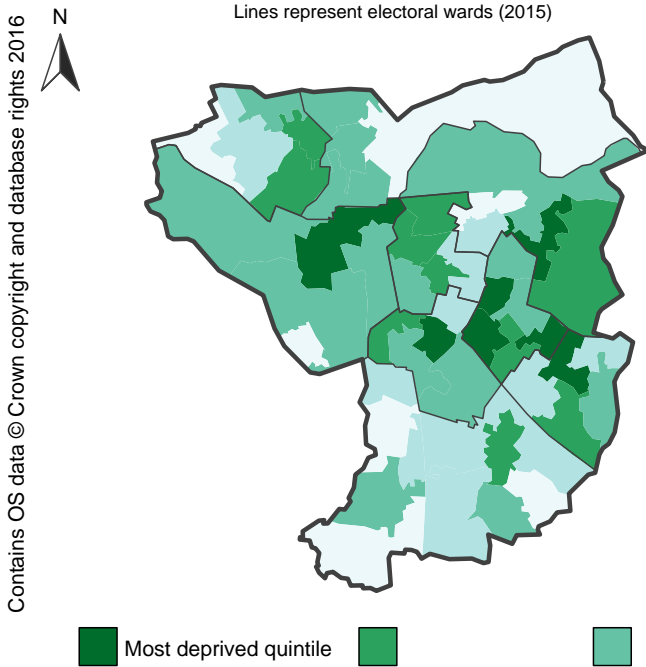 Lines represent electoral wards (2015)
N
Contains OS data © Crown copyright and database rights 2016
Most deprived quintile